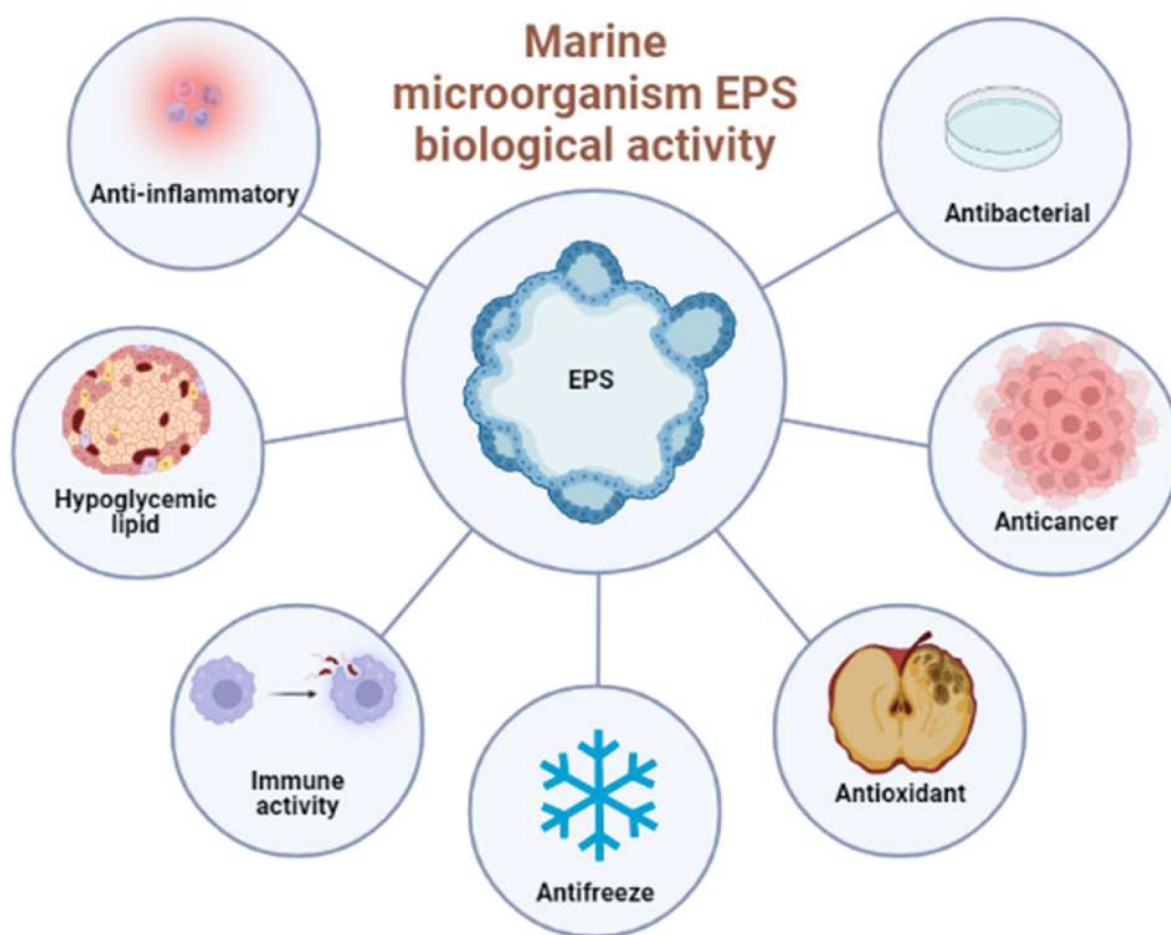 Marine
microorganism EPS
biological activity
Anti-inflammatory
Antibacterial
EPS
Hypoglycemic
lipid
Anticancer
Immune
activity
Antioxidant
Antifreeze